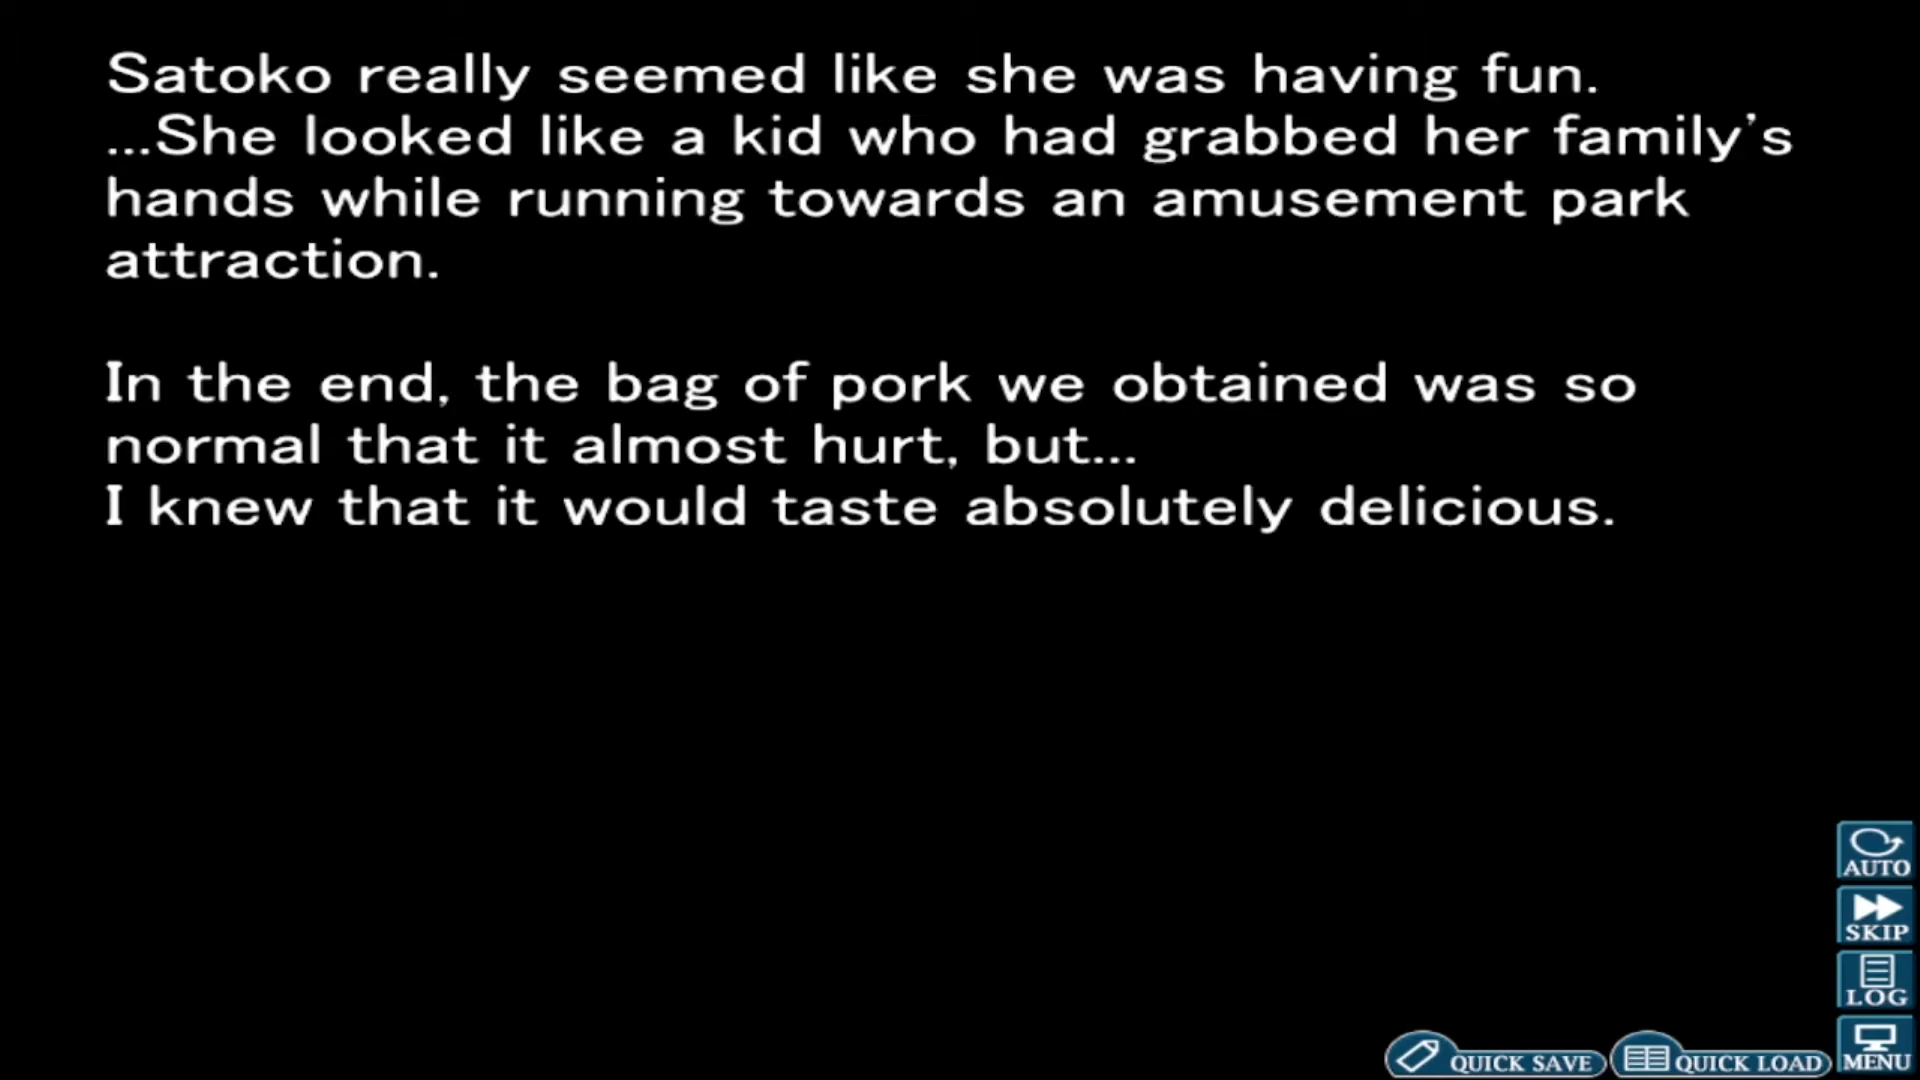 Satoko really seemed like she was having fun.
...She looked like a kid who had grabbed her family's
hands while running towards an amusement park
attraction.
In the end, the bag of pork we obtained was so
normal that it almost hurt, but...
I knew that it would taste absolutely delicious.
AUTO
SKIP
LOG
QUICK SAVE
QUICK LOAD
MENU